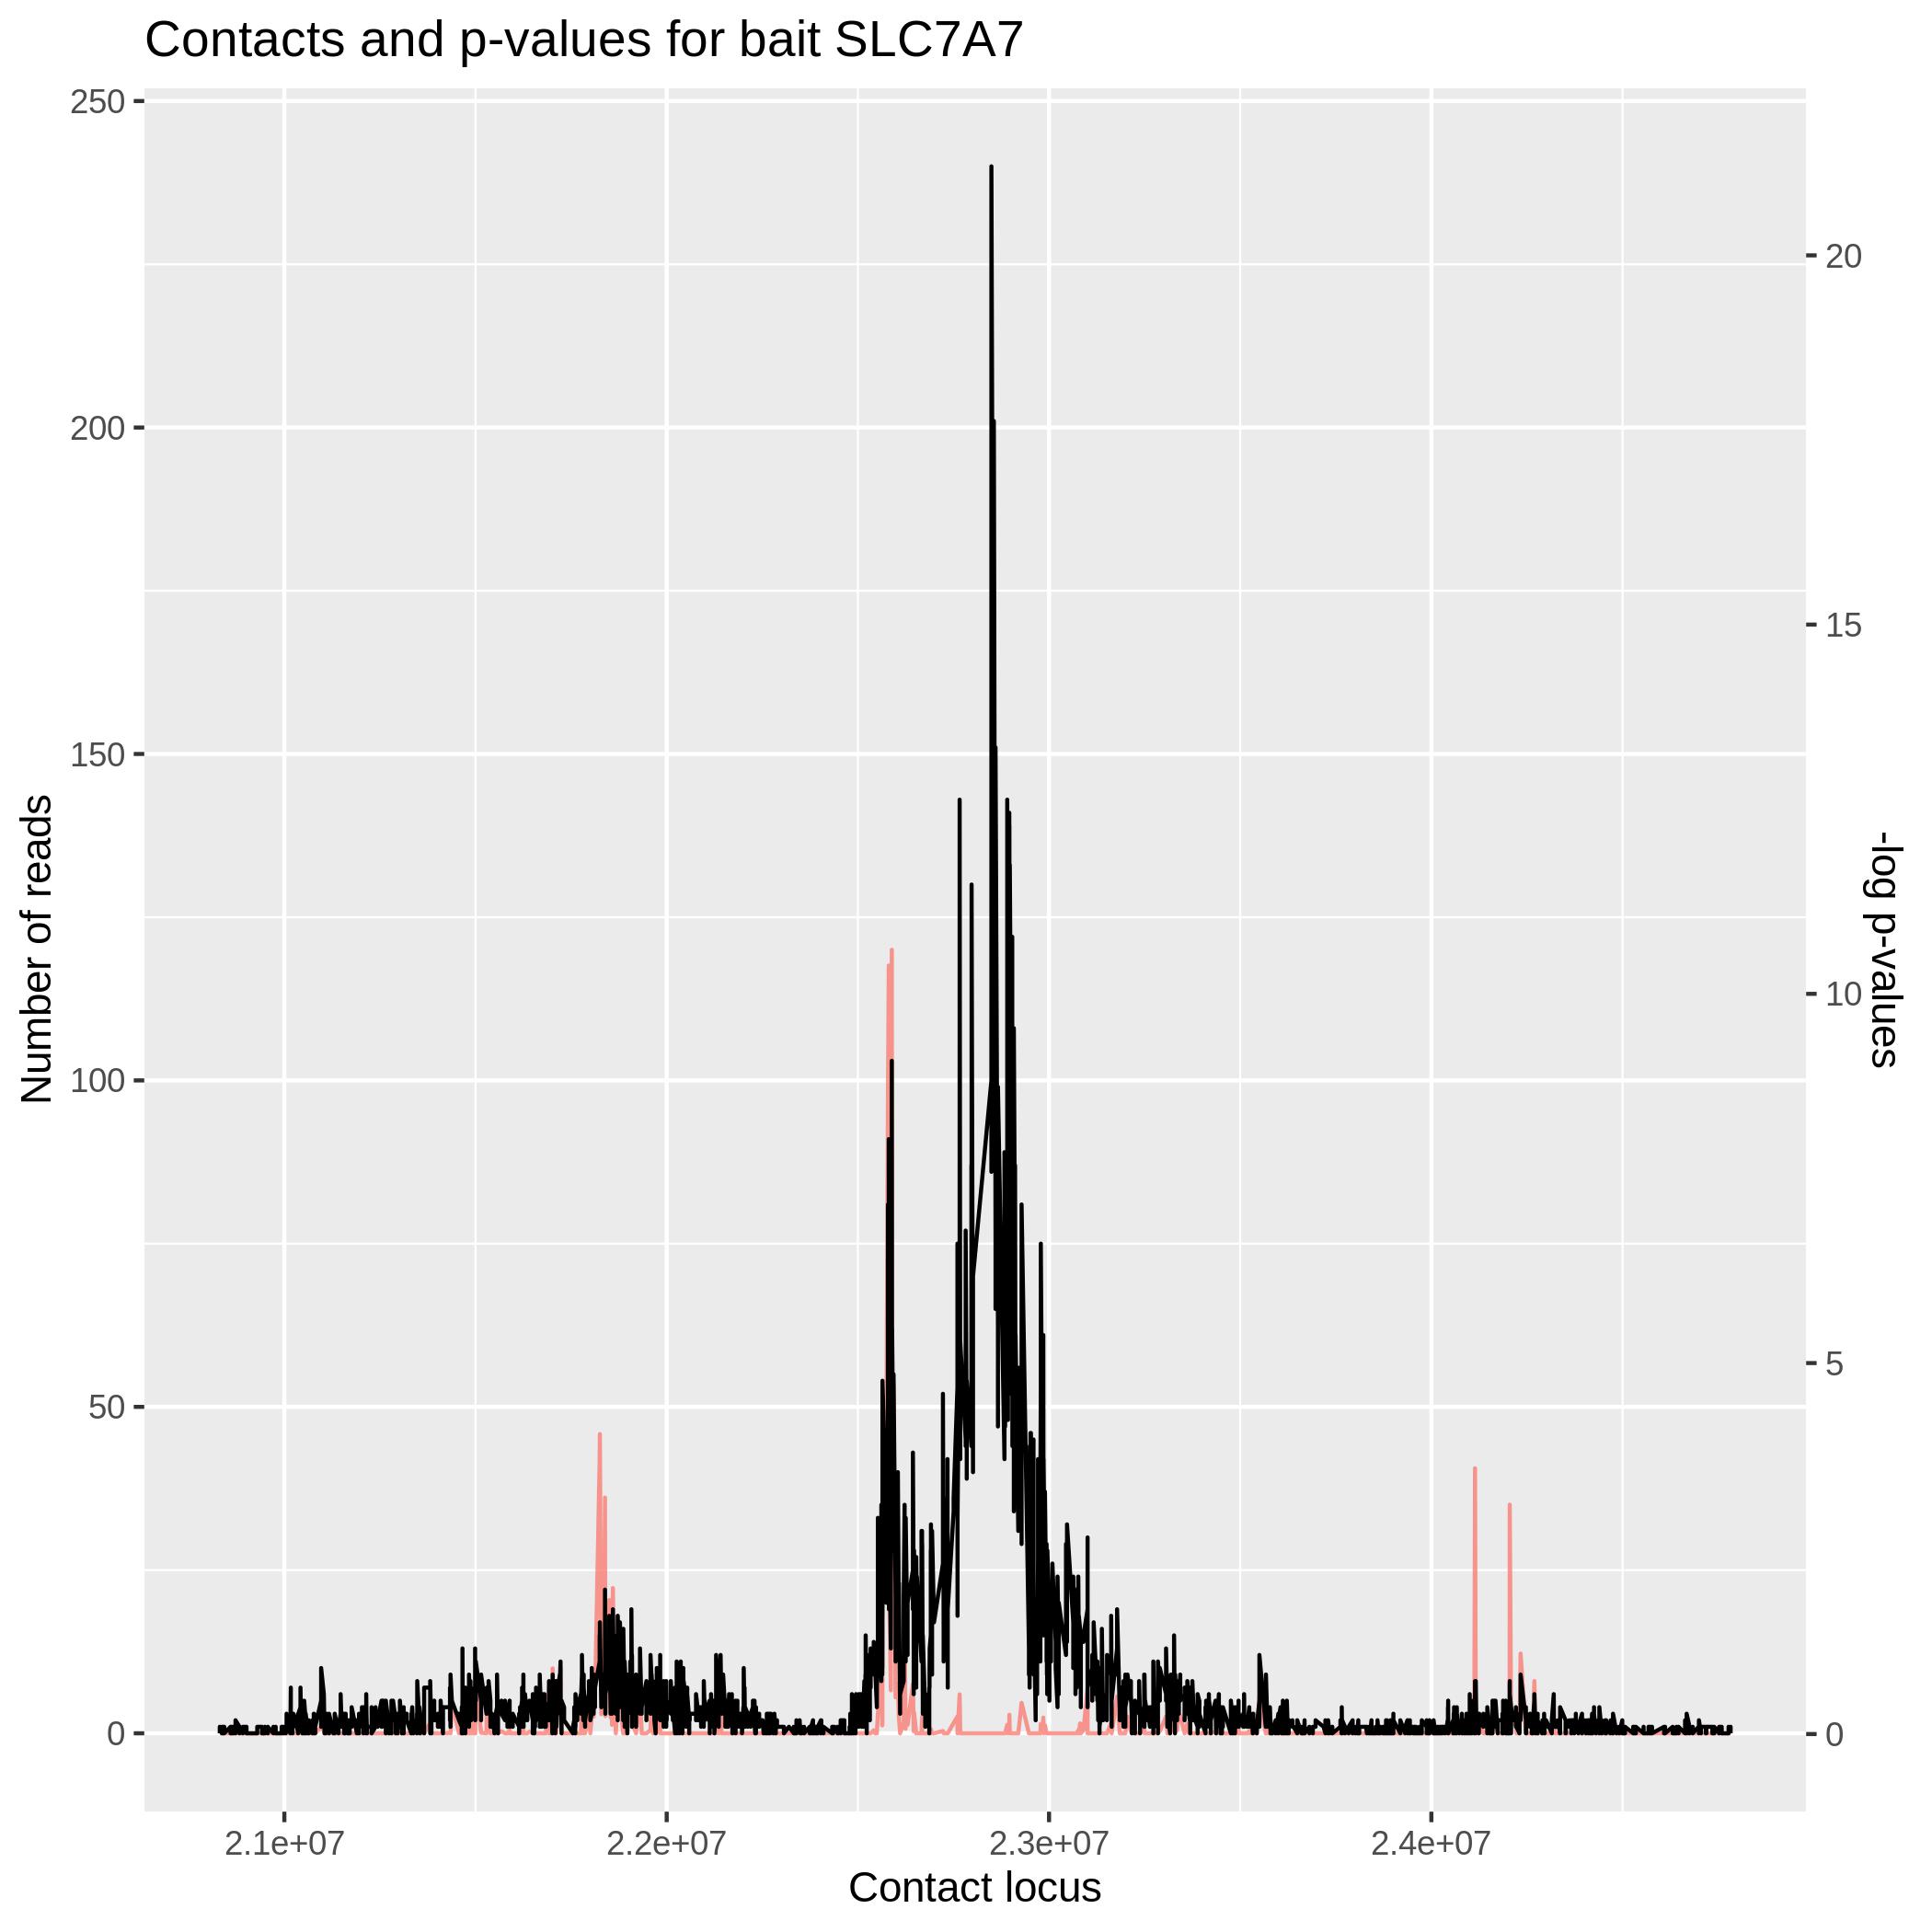 Contacts and p-values for bait SLC7A7
250
200
150
100
50
0
Number of reads
20
15
10
5
0
-log p-values
2.1e+07
2.2e+07
2.3e+07
2.4e+07
Contact locus